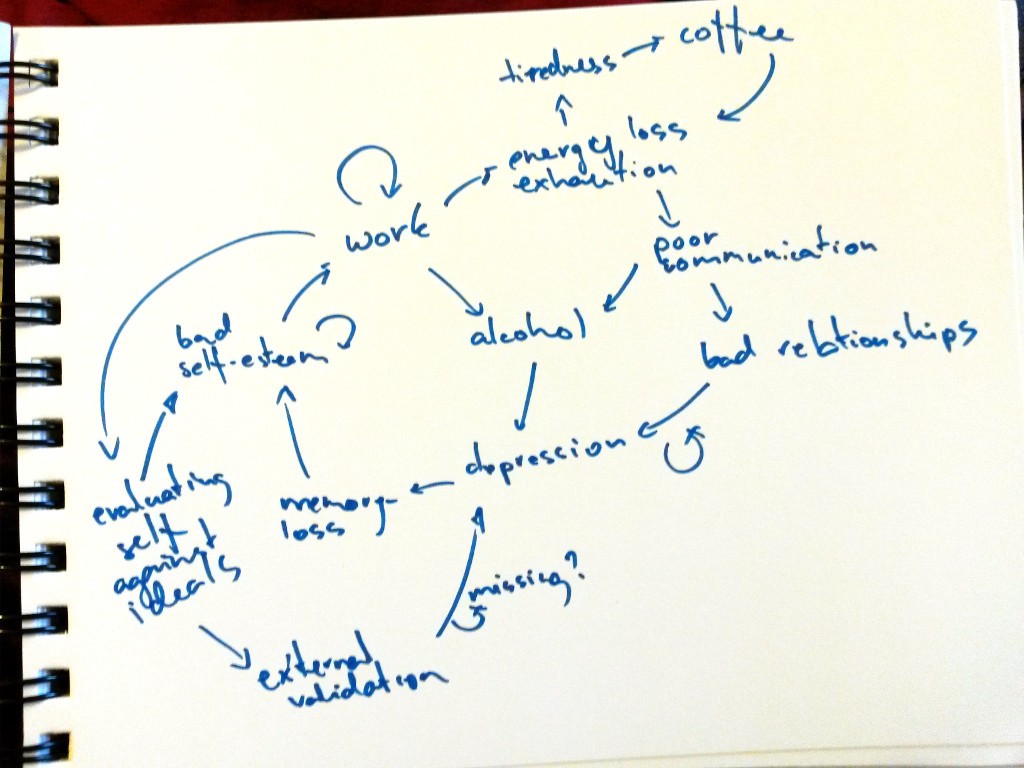 coffee
tiredness
energy loss
exhaution
work
poor
communication
alcohol
bad
self-esteem
bad relationships
depression
evaluating
self
against
ideals
memory
loss
missing?
external
validation